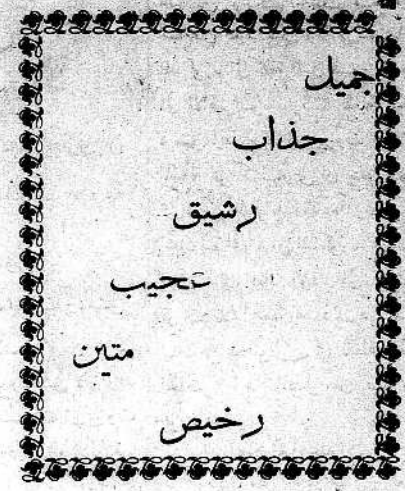 جميل
جذاب
رشيق
عجيب
متين
رخيص